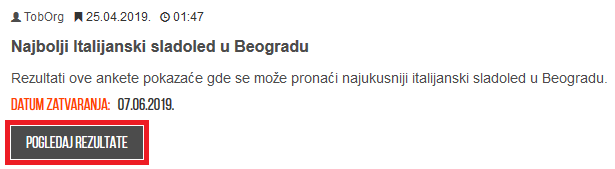 TobOrg 25.04.2019. 01:47
Najbolji Italijanski sladoled u Beogradu
Rezultati ove ankete pokazaće gde se može pronaći najukusniji italijanski sladoled u Beogradu.
DATUM ZATVARANJA: 07.06.2019.
POGLEDAJ REZULTATE